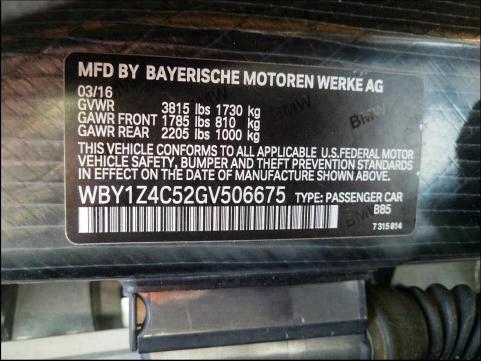 MFD BY BAYERISCHE MOTOREN WERKE AG
03/16
GVWR 3815 lbs 1730 kg
GAWR FRONT 1785 lbs 810 kg
GAWR REAR 2205 lbs 1000 kg
THIS VEHICLE CONFORMS TO ALL APPLICABLE U.S.FEDERAL MOTOR
VEHICLE SAFETY, BUMPER AND THEFT PREVENTION STANDARDS
IN EFFECT ON THE DATE OF MANUFACTURE SHOWN ABOVE.
WBY1Z4C52GV506675 TYPE: PASSENGER CAR
B85
7 315 814